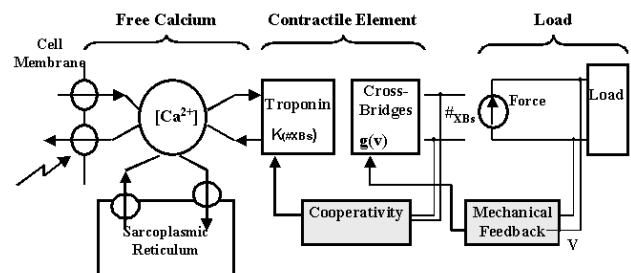 Free Calcium
Contractile Element
Load
Cell
Membrane
[Ca2+]
Troponin
K(#XBs)
Cross-
Bridges
g(v)
#XBs
Force
Load
Sarcoplasmic
Reticulum
Cooperativity
Mechanical
Feedback
V